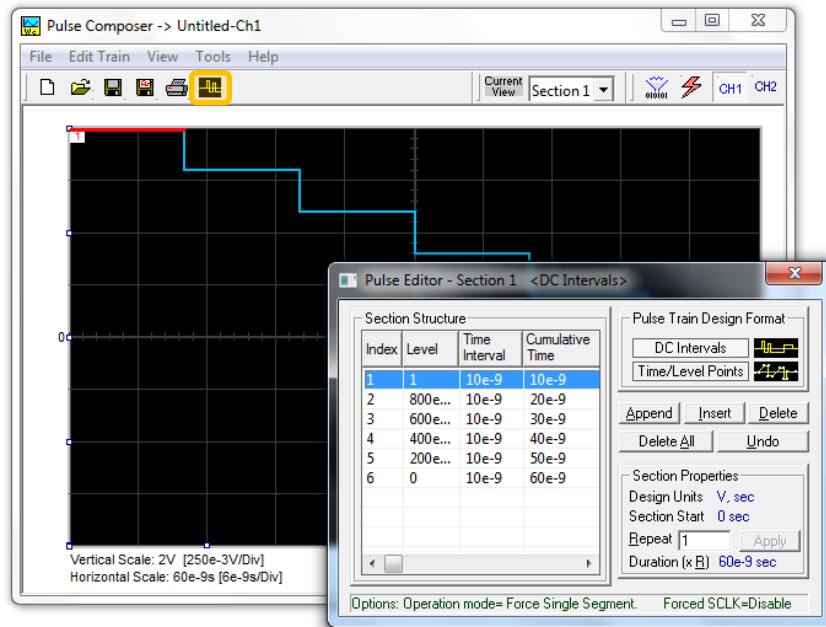 Pulse Composer -> Untitled-Ch1
File Edit Train View Tools Help
Current View Section 1 CH1 CH2
010101
1
0
Vertical Scale: 2V [250e-3V/Div]
Horizontal Scale: 60e-9s [6e-9s/Div]
Pulse Editor - Section 1 <DC Intervals>
Section Structure
Index Level Time Interval Cumulative Time
1 1 10e-9 10e-9
2 800e... 10e-9 20e-9
3 600e... 10e-9 30e-9
4 400e... 10e-9 40e-9
5 200e... 10e-9 50e-9
6 0 10e-9 60e-9
Pulse Train Design Format
DC Intervals
Time/Level Points
Append Insert Delete
Delete All Undo
Section Properties
Design Units V, sec
Section Start 0 sec
Repeat 1 Apply
Duration (x R) 60e-9 sec
Options: Operation mode= Force Single Segment. Forced SCLK=Disable